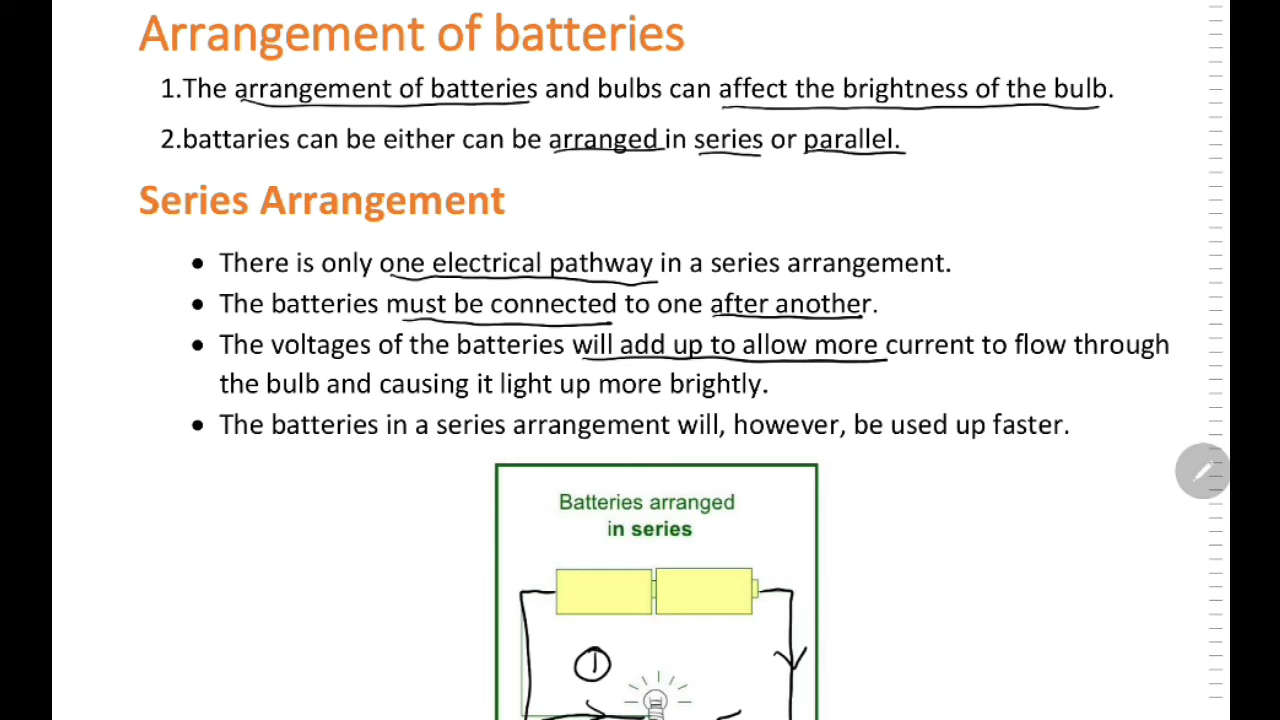 Arrangement of batteries
1.The arrangement of batteries and bulbs can affect the brightness of the bulb.
2.battaries can be either can be arranged in series or parallel.
Series Arrangement
• There is only one electrical pathway in a series arrangement.
• The batteries must be connected to one after another.
• The voltages of the batteries will add up to allow more current to flow through
the bulb and causing it light up more brightly.
• The batteries in a series arrangement will, however, be used up faster.
Batteries arranged
in series
1